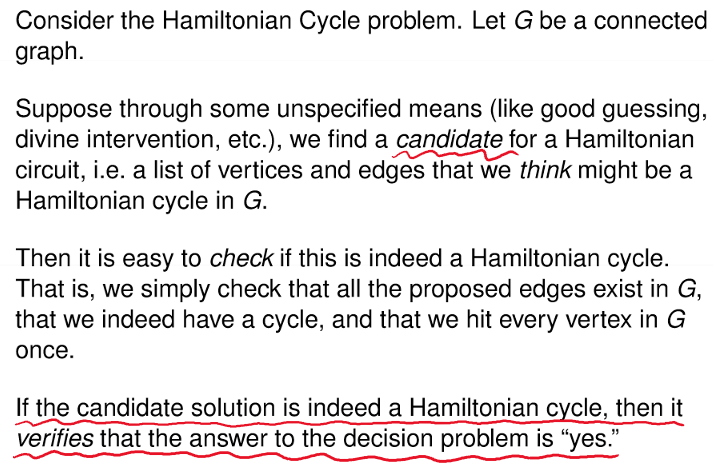 Consider the Hamiltonian Cycle problem. Let G be a connected
graph.
Suppose through some unspecified means (like good guessing,
divine intervention, etc.), we find a candidate for a Hamiltonian
circuit, i.e. a list of vertices and edges that we think might be a
Hamiltonian cycle in G.
Then it is easy to check if this is indeed a Hamiltonian cycle.
That is, we simply check that all the proposed edges exist in G,
that we indeed have a cycle, and that we hit every vertex in G
once.
If the candidate solution is indeed a Hamiltonian cycle, then it
verifies that the answer to the decision problem is “yes.”